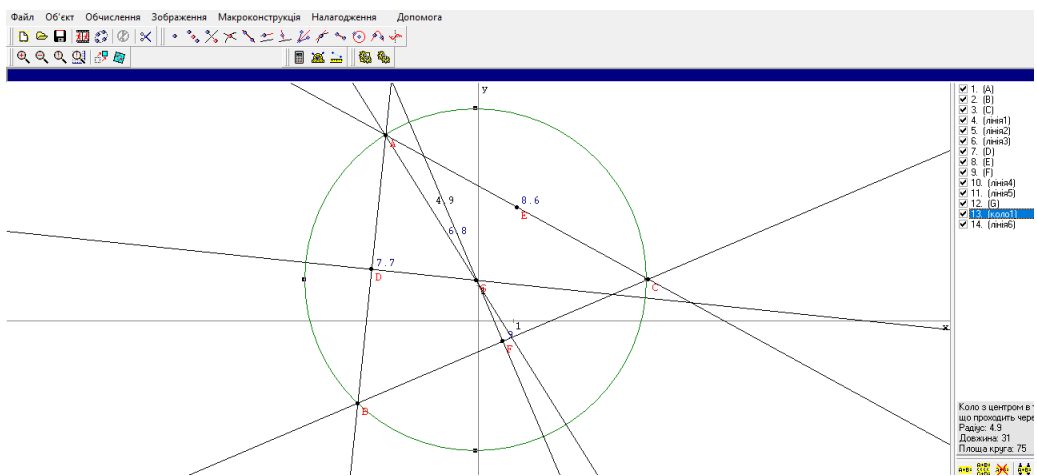 Файл Об'єкт Обчислення Зображення Макроконструкція Налагодження Допомога
y
A
4.9
8.6
E
6.8
7.7
D
G
C
1
x
9
F
B
1. (A)
2. (B)
3. (C)
4. (лінія1)
5. (лінія2)
6. (лінія3)
7. (D)
8. (E)
9. (F)
10. (лінія4)
11. (лінія5)
12. (G)
13. (коло1)
14. (лінія6)
Коло з центром в
що проходить чере
Радіус: 4.9
Довжина: 31
Площа круга: 75